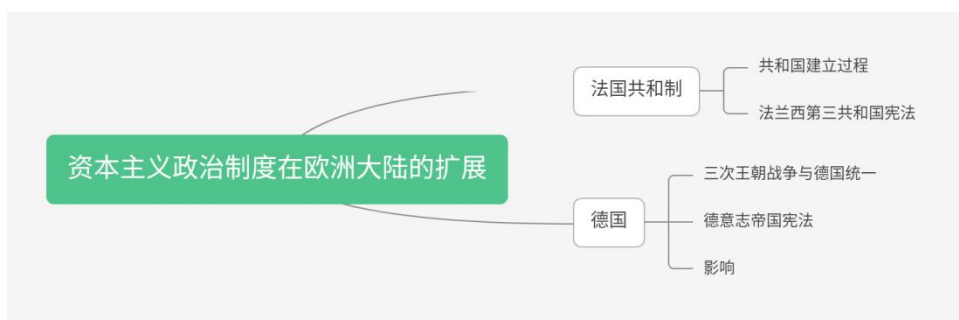 资本主义政治制度在欧洲大陆的扩展
法国共和制
共和国建立过程
法兰西第三共和国宪法
德国
三次王朝战争与德国统一
德意志帝国宪法
影响